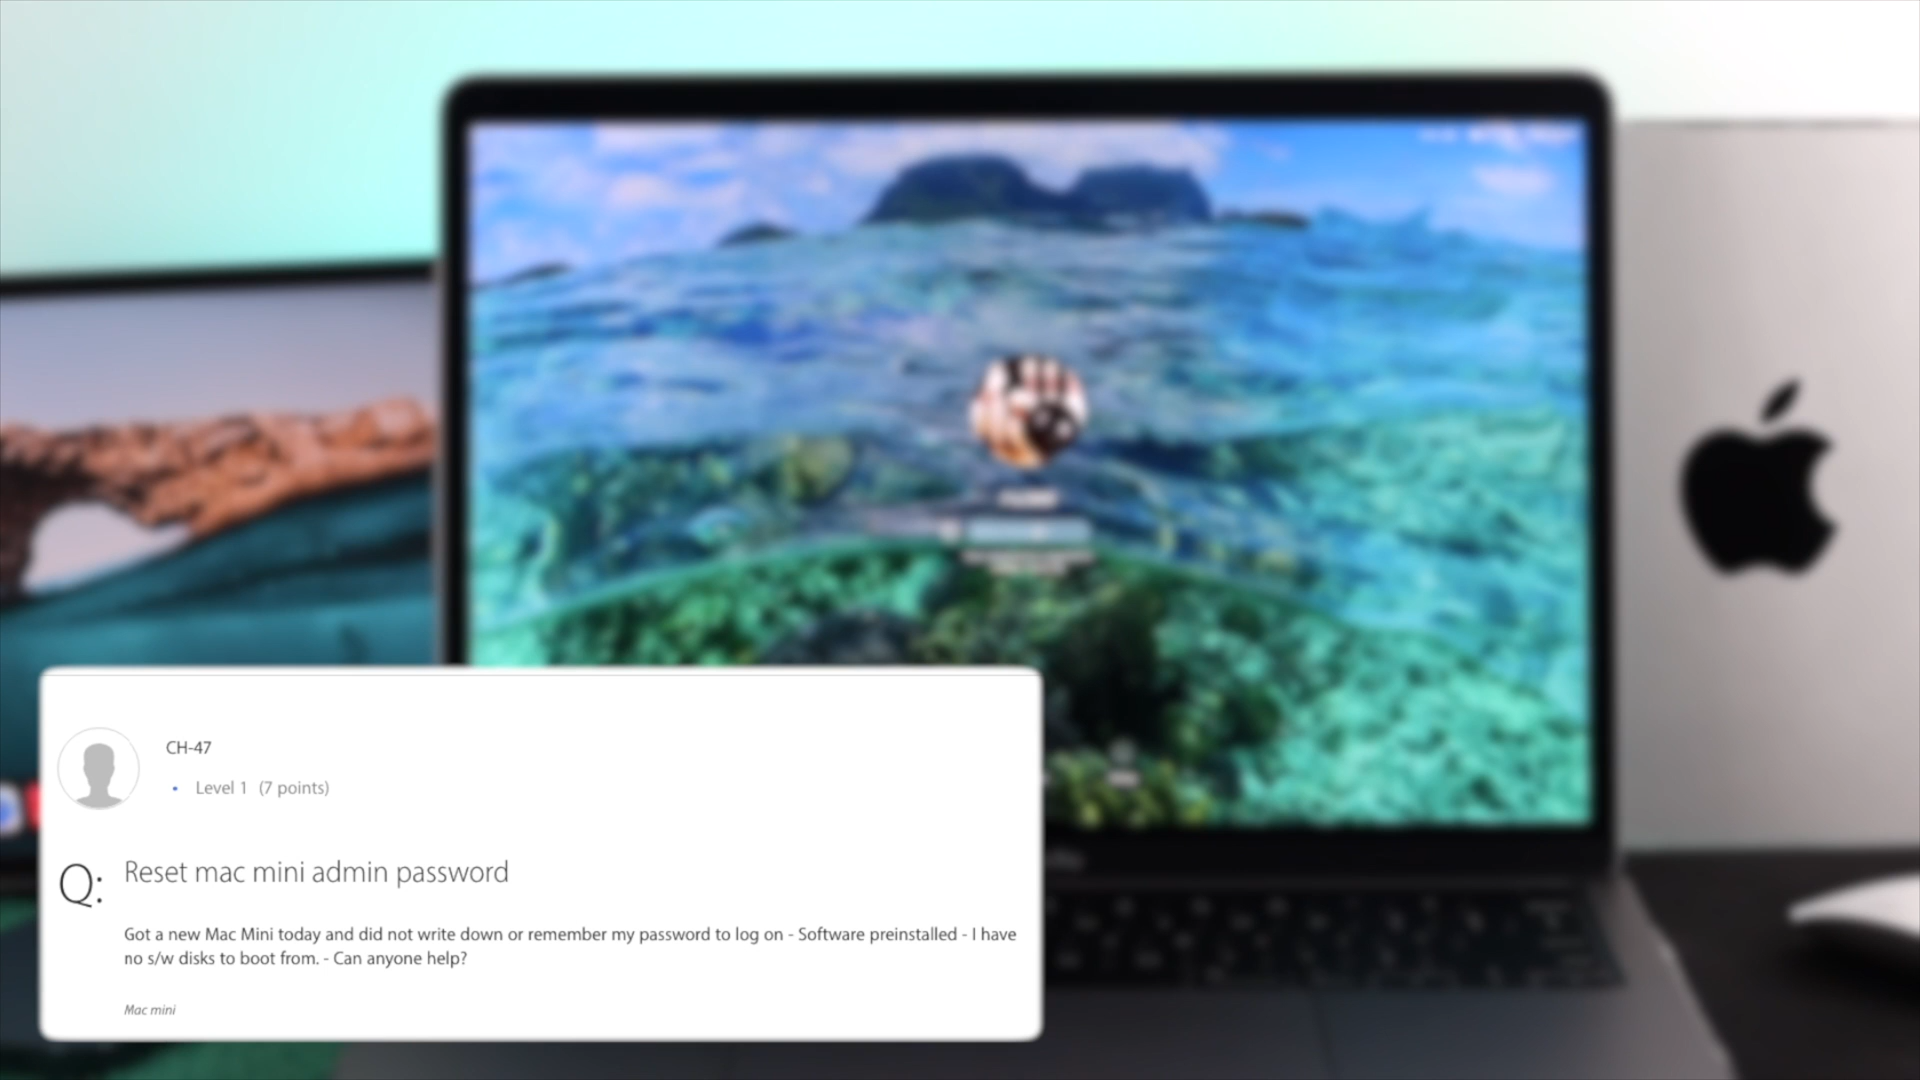 CH-47
• Level 1 (7 points)
Q: Reset mac mini admin password
Got a new Mac Mini today and did not write down or remember my password to log on - Software preinstalled - I have
no s/w disks to boot from. - Can anyone help?
Mac mini